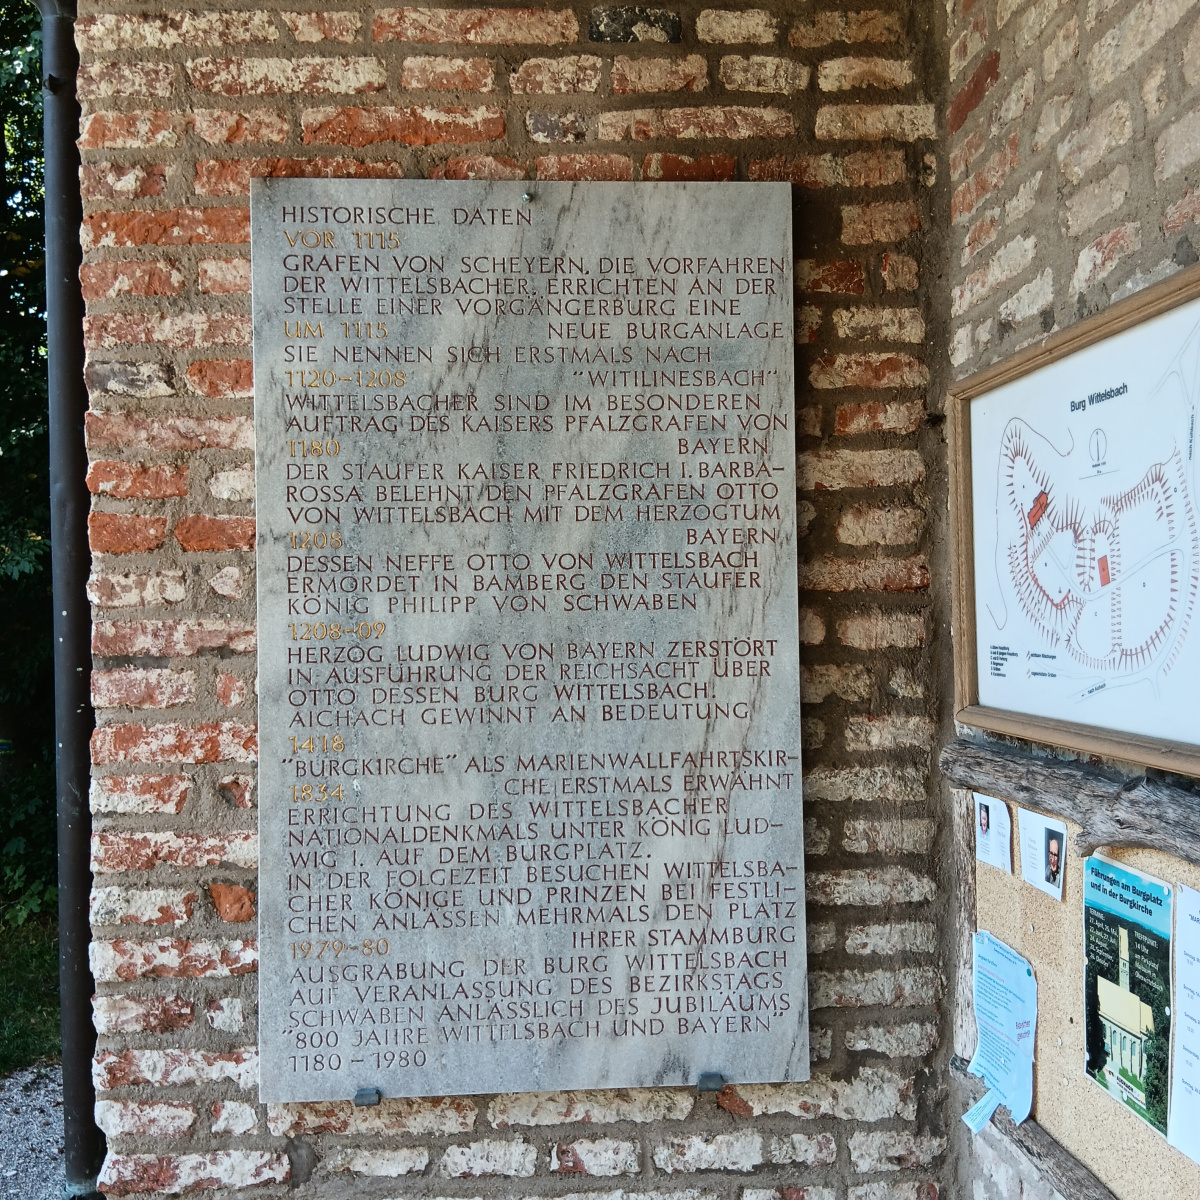 HISTORISCHE DATEN
VOR 1115
GRAFEN VON SCHEYERN, DIE VORFAHREN
DER WITTELSBACHER, ERRICHTEN AN DER
STELLE EINER VORGÄNGERBURG EINE
UM 1115 NEUE BURGANLAGE
SIE NENNEN SICH ERSTMALS NACH
1120-1208 "WITILINESBACH"
WITTELSBACHER SIND IM BESONDEREN
AUFTRAG DES KAISERS PFALZGRAFEN VON
1180 BAYERN.
DER STAUFER KAISER FRIEDRICH I. BARBA-
ROSSA BELEHNT DEN PFALZGRAFEN OTTO
VON WITTELSBACH MIT DEM HERZOGTUM
1208 BAYERN.
DESSEN NEFFE OTTO VON WITTELSBACH
ERMORDET IN BAMBERG DEN STAUFER
KÖNIG PHILIPP VON SCHWABEN
1208-09
HERZOG LUDWIG VON BAYERN ZERSTÖRT
IN AUSFÜHRUNG DER REICHSACHT ÜBER
OTTO DESSEN BURG WITTELSBACH.
AICHACH GEWINNT AN BEDEUTUNG
1418
"BURGKIRCHE" ALS MARIENWALLFAHRTSKIR-
1834 CHE ERSTMALS ERWÄHNT
ERRICHTUNG DES WITTELSBACHER
NATIONALDENKMALS UNTER KÖNIG LUD-
WIG I. AUF DEM BURGPLATZ.
IN DER FOLGEZEIT BESUCHEN WITTELSBA-
CHER KÖNIGE UND PRINZEN BEI FESTLI-
CHEN ANLÄSSEN MEHRMALS DEN PLATZ
1979-80 IHRER STAMMBURG
AUSGRABUNG DER BURG WITTELSBACH
AUF VERANLASSUNG DES BEZIRKSTAGS
SCHWABEN ANLÄSSLICH DES JUBILÄUMS
"800 JAHRE WITTELSBACH UND BAYERN"
1180-1980
Burg Wittelsbach
Führungen am Burgplatz
und in der Burgkirche
TERMINE:
TREFFPUNKT:
14 Uhr